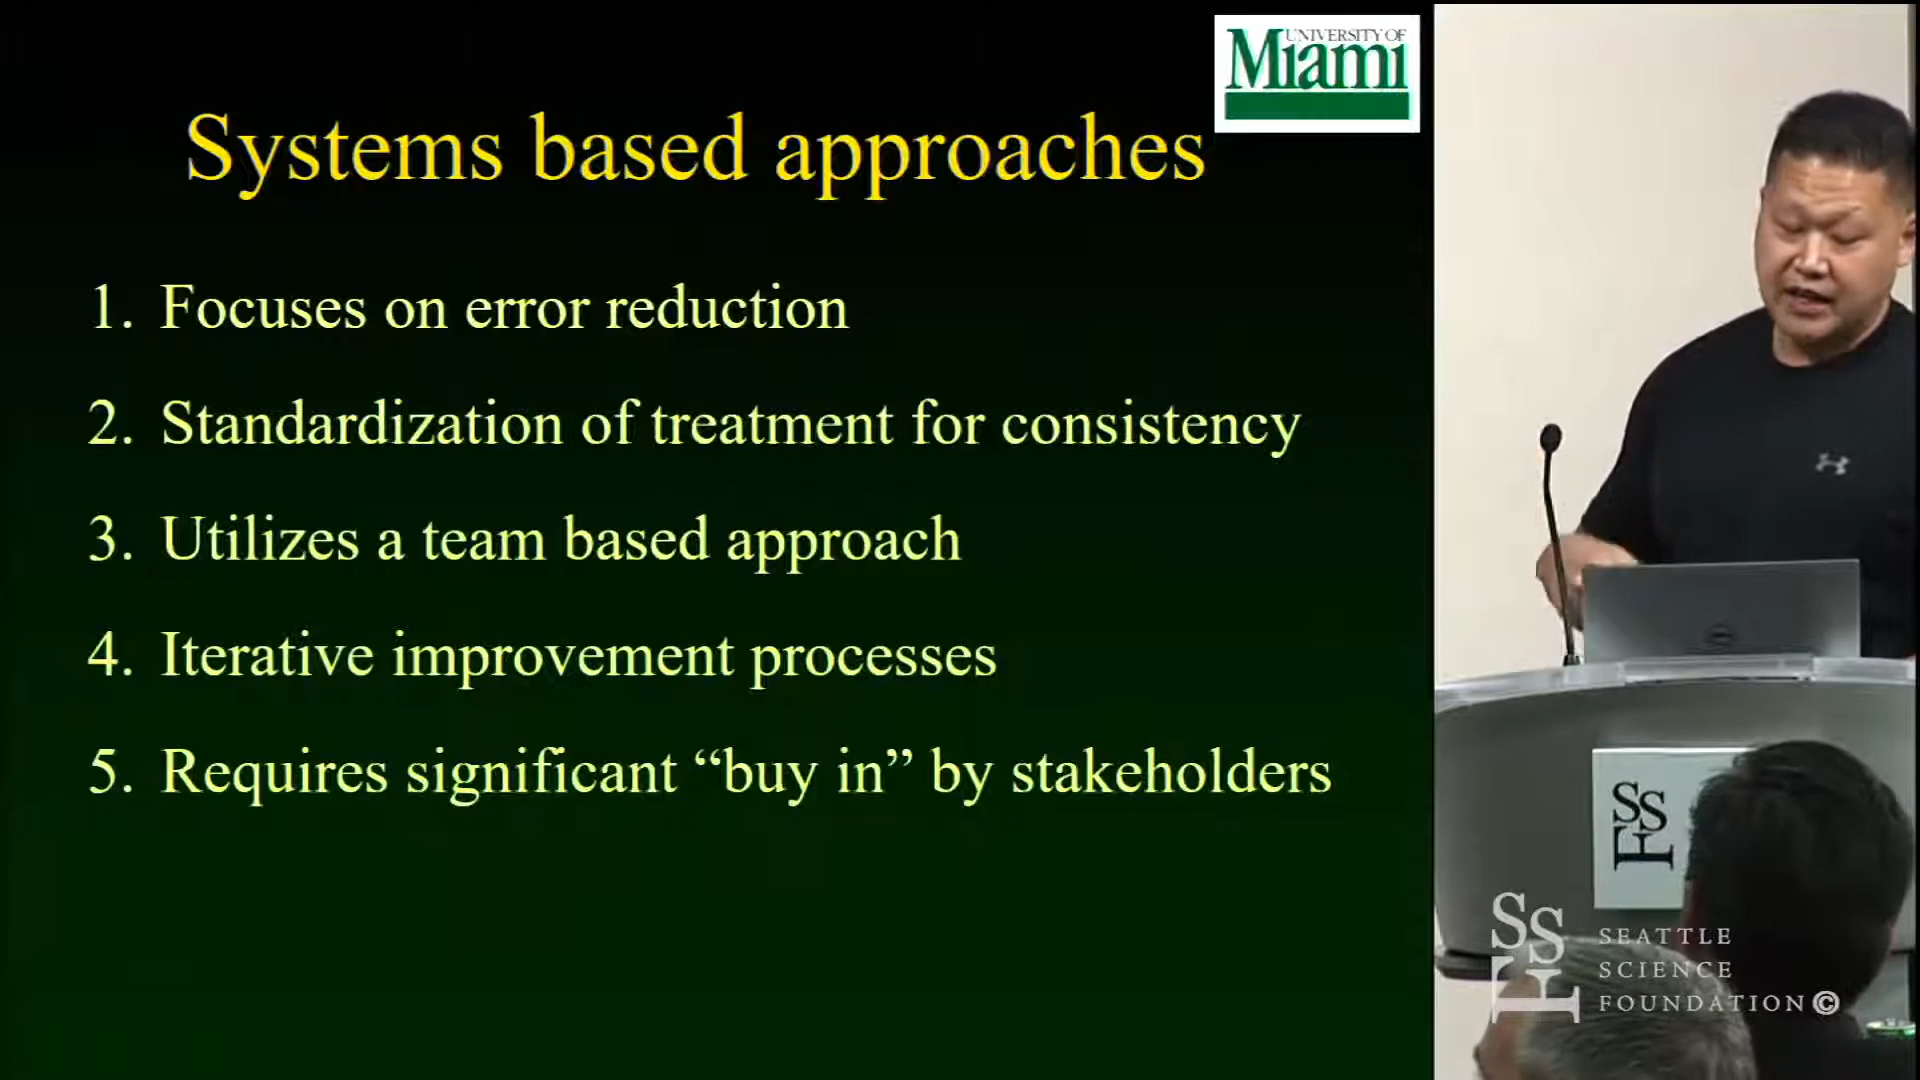 UNIVERSITY OF
Miami
Systems based approaches
1. Focuses on error reduction
2. Standardization of treatment for consistency
3. Utilizes a team based approach
4. Iterative improvement processes
5. Requires significant “buy in” by stakeholders
DELL
SSF
SSF
SEATTLE
SCIENCE
FOUNDATION©